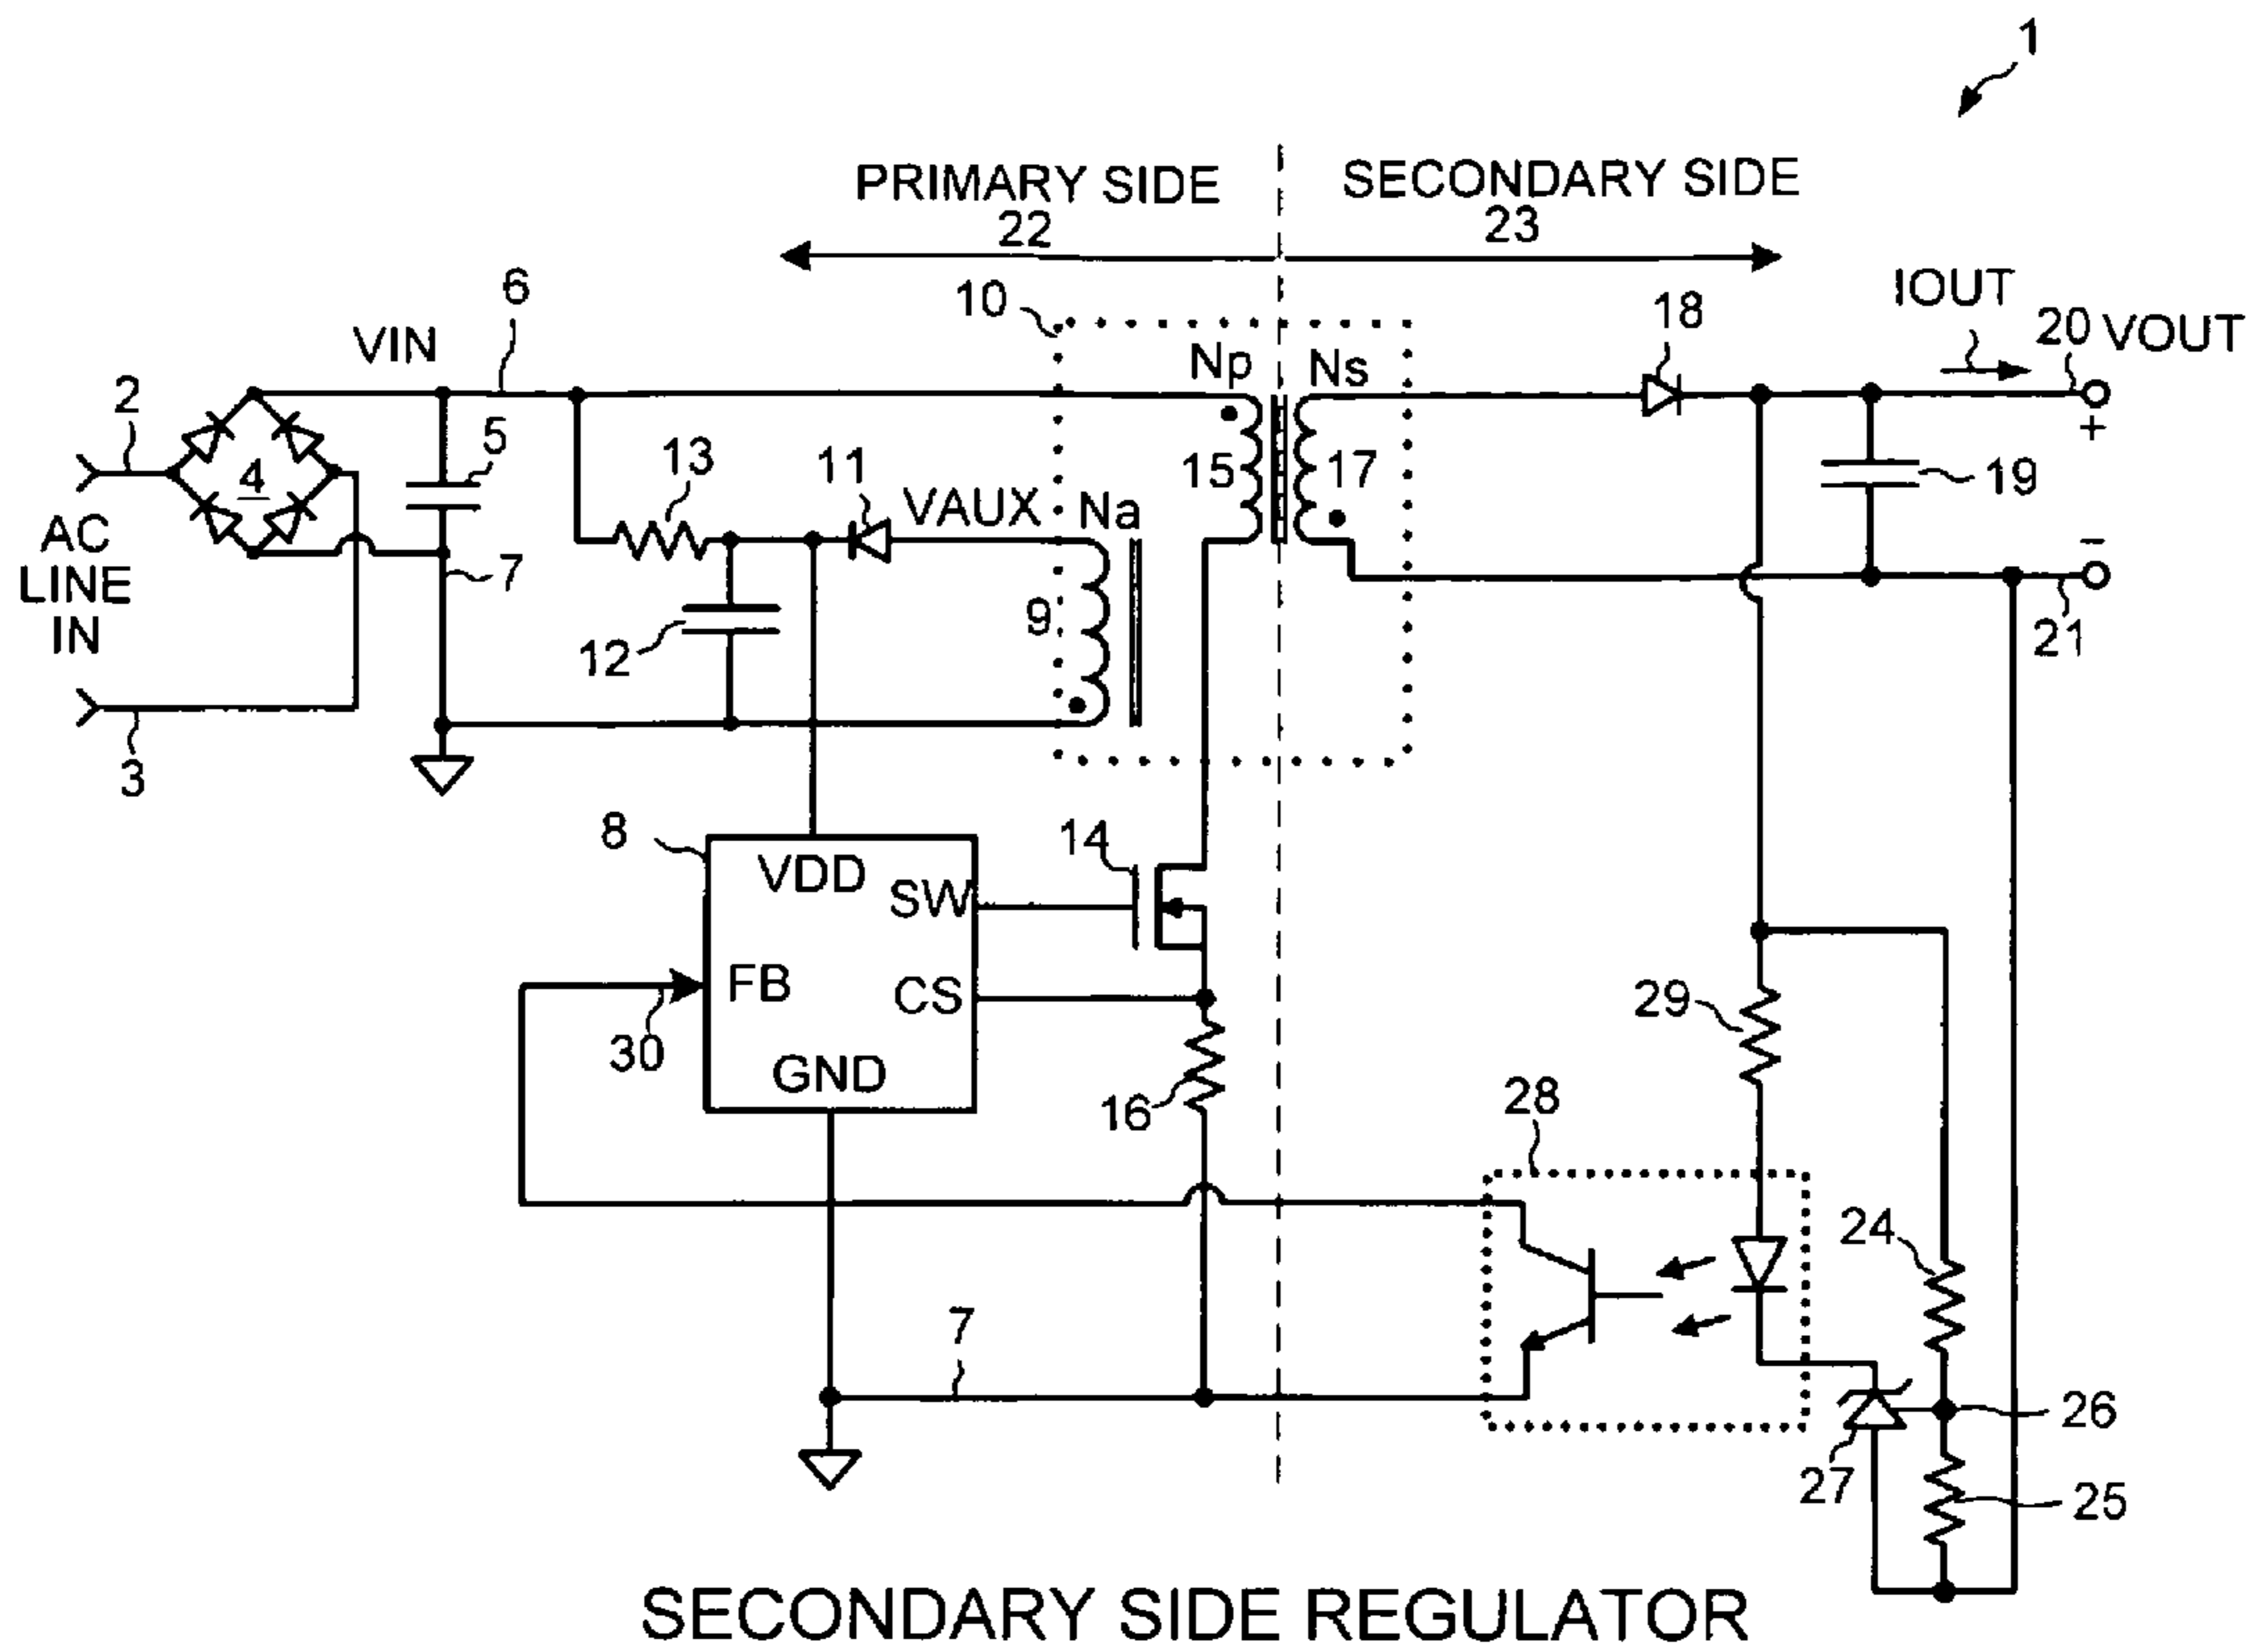 1
PRIMARY SIDE
22
SECONDARY SIDE
23
6
10
18
IOUT
20 VOUT
VIN
Np
Ns
2
5
13
11
VAUX
Na
15
17
19
+
4
AC
LINE
IN
7
9
12
−
21
3
8
14
VDD
SW
FB
CS
30
GND
16
29
28
24
7
26
27
25
SECONDARY SIDE REGULATOR